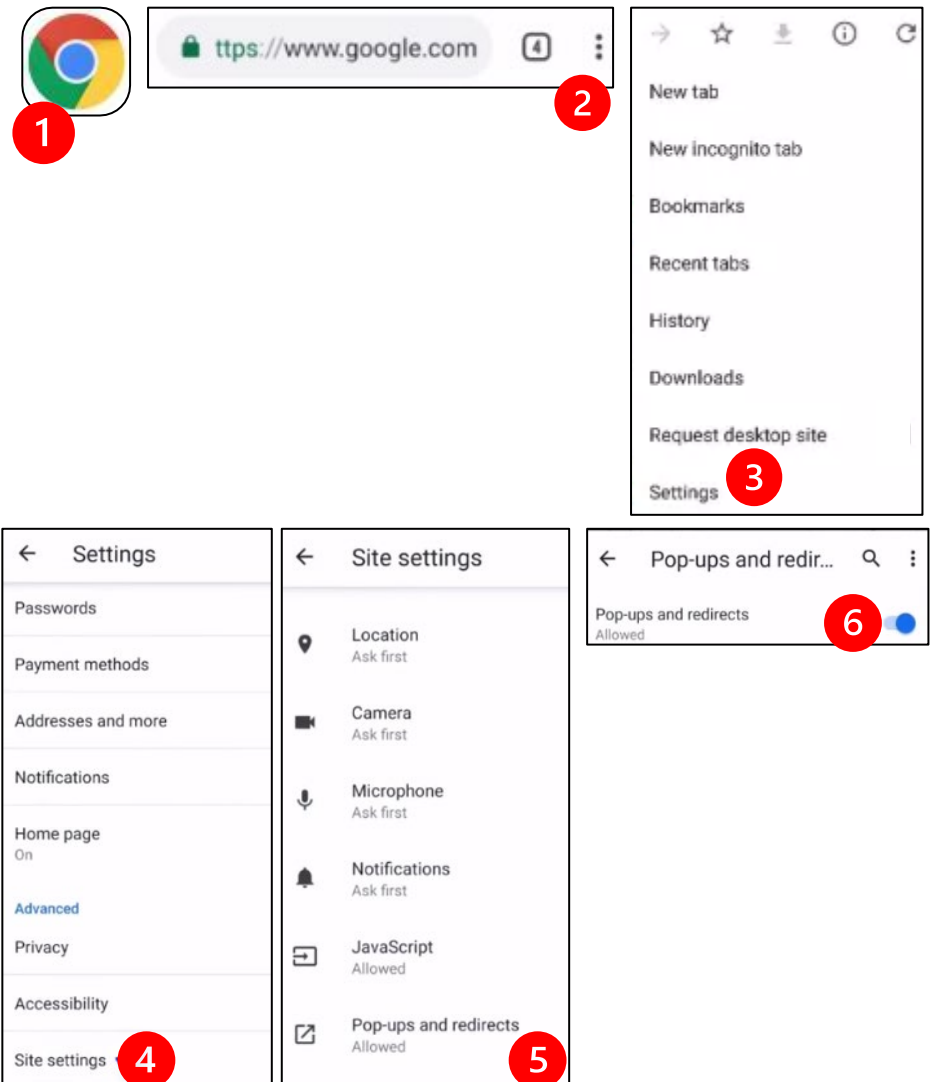 1
ttps://www.google.com
4
2
New tab
New incognito tab
Bookmarks
Recent tabs
History
Downloads
Request desktop site
Settings
3
Settings
Passwords
Payment methods
Addresses and more
Notifications
Home page
On
Advanced
Privacy
Accessibility
Site settings
4
Site settings
Location
Ask first
Camera
Ask first
Microphone
Ask first
Notifications
Ask first
JavaScript
Allowed
Pop-ups and redirects
Allowed
5
Pop-ups and redir...
Pop-ups and redirects
Allowed
6